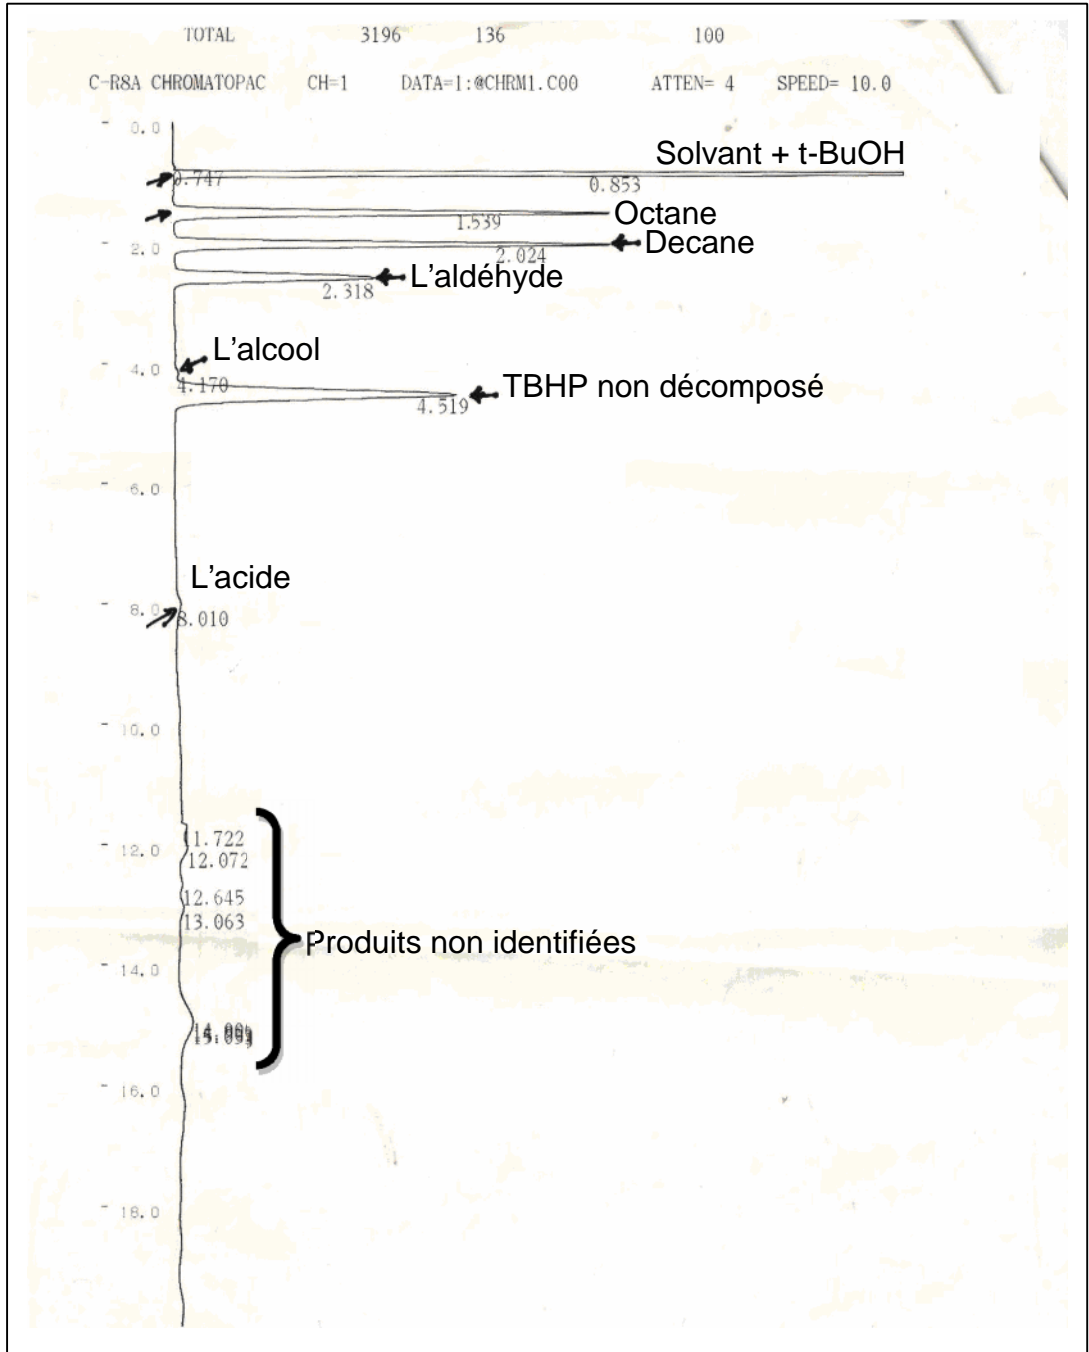 TOTAL 3196 136 100
C-R8A CHROMATOPAC CH=1 DATA=1:@CHRM1.C00 ATTEN= 4 SPEED= 10.0
0.0
Solvant + t-BuOH
0.747
0.853
Octane
1.539
Decane
2.0
2.024
L'aldéhyde
2.318
L'alcool
4.0
4.170
TBHP non décomposé
4.519
6.0
L'acide
8.0
8.010
10.0
11.722
12.0
12.072
12.645
13.063
Produits non identifiées
14.0
16.0
18.0